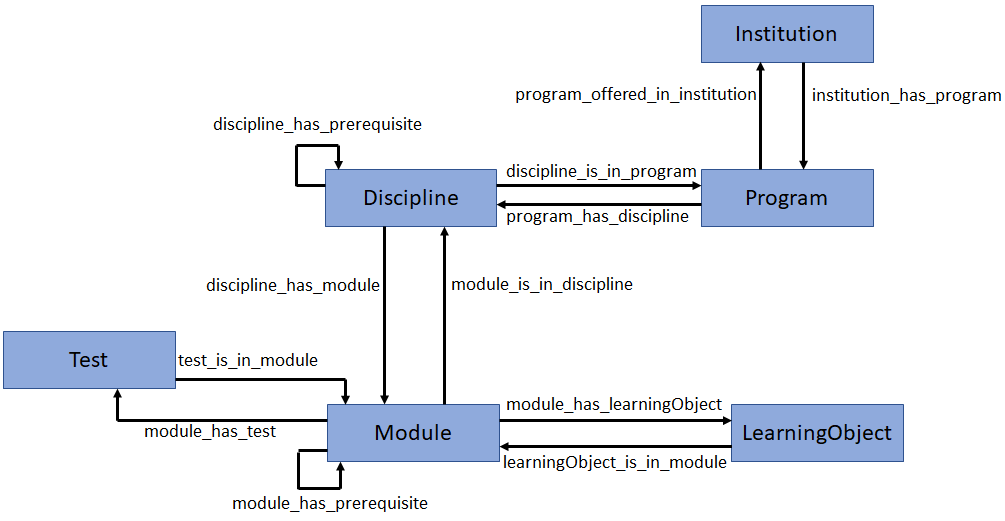 Institution
program_offered_in_institution
institution_has_program
discipline_has_prerequisite
discipline_is_in_program
Discipline
Program
program_has_discipline
discipline_has_module
module_is_in_discipline
Test
test_is_in_module
module_has_learningObject
module_has_test
Module
LearningObject
learningObject_is_in_module
module_has_prerequisite